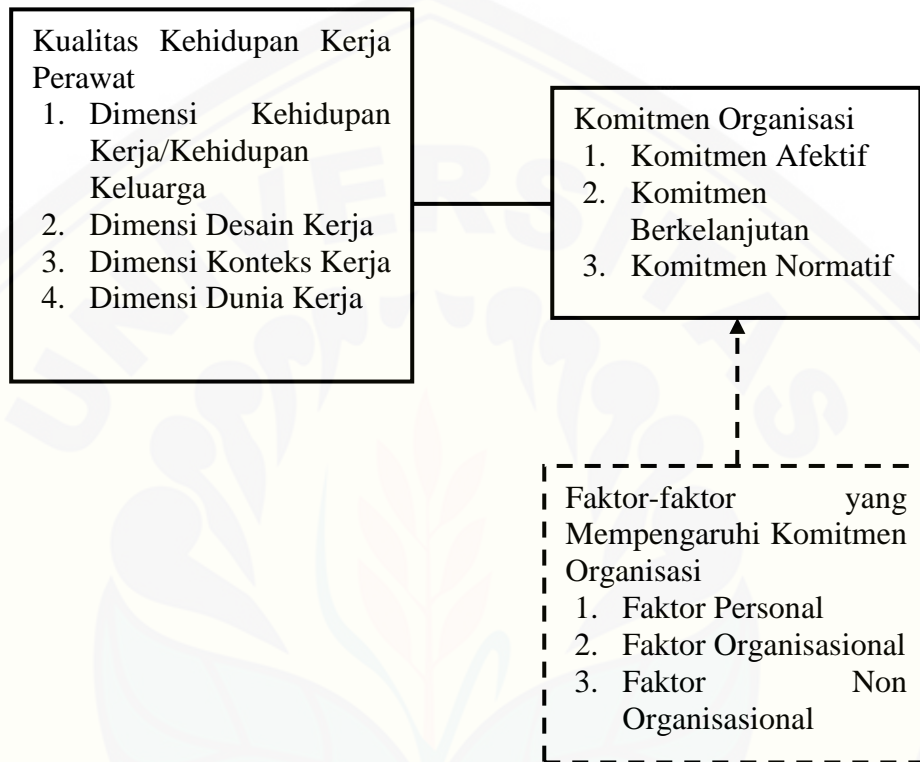 Kualitas Kehidupan Kerja
Perawat
1. Dimensi Kehidupan
Kerja/Kehidupan
Keluarga
2. Dimensi Desain Kerja
3. Dimensi Konteks Kerja
4. Dimensi Dunia Kerja
Komitmen Organisasi
1. Komitmen Afektif
2. Komitmen
Berkelanjutan
3. Komitmen Normatif
Faktor-faktor yang
Mempengaruhi Komitmen
Organisasi
1. Faktor Personal
2. Faktor Organisasional
3. Faktor Non
Organisasional
UNIVERSITAS